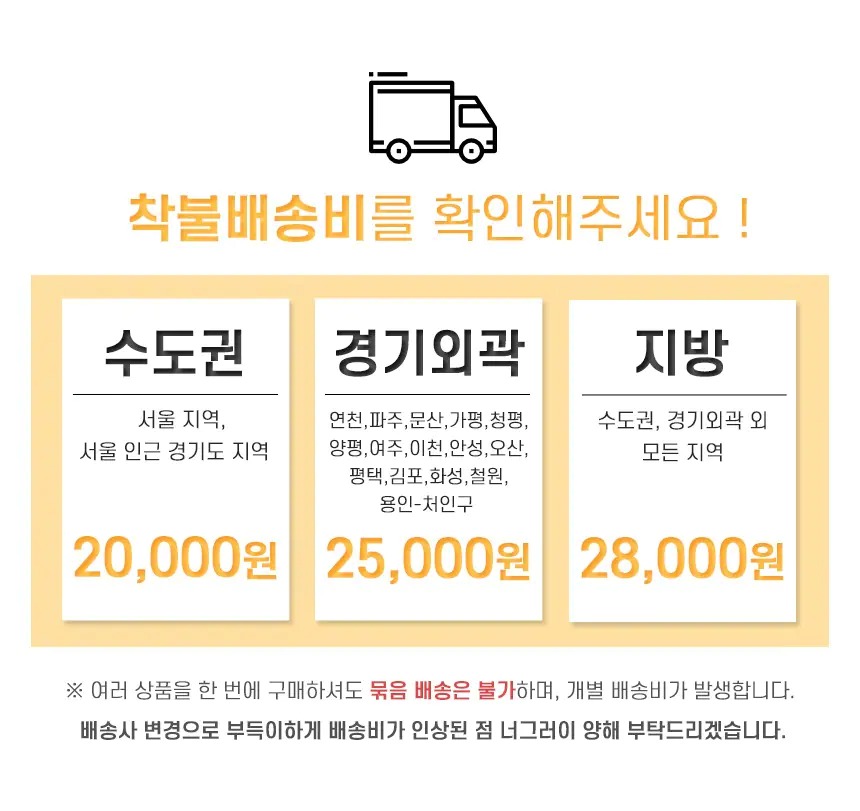 착불배송비를 확인해주세요 !
수도권
서울 지역,
서울 인근 경기도 지역
20,000원
경기외곽
연천,파주,문산,가평,청평,
양평,여주,이천,안성,오산,
평택,김포,화성,철원,
용인-처인구
25,000원
지방
수도권, 경기외곽 외
모든 지역
28,000원
※ 여러 상품을 한 번에 구매하셔도 묶음 배송은 불가하며, 개별 배송비가 발생합니다.
배송사 변경으로 부득이하게 배송비가 인상된 점 너그러이 양해 부탁드리겠습니다.